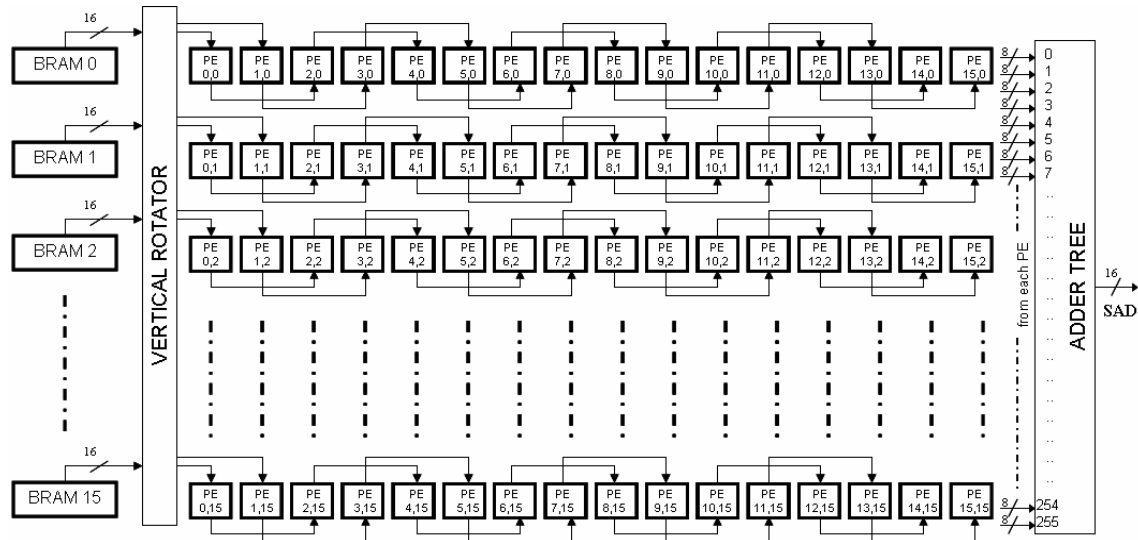 16
BRAM 0
16
BRAM 1
16
BRAM 2
16
BRAM 15
VERTICAL ROTATOR
PE PE PE PE PE PE PE PE PE PE PE PE PE PE PE PE
0,0 1,0 2,0 3,0 4,0 5,0 6,0 7,0 8,0 9,0 10,0 11,0 12,0 13,0 14,0 15,0
PE PE PE PE PE PE PE PE PE PE PE PE PE PE PE PE
0,1 1,1 2,1 3,1 4,1 5,1 6,1 7,1 8,1 9,1 10,1 11,1 12,1 13,1 14,1 15,1
PE PE PE PE PE PE PE PE PE PE PE PE PE PE PE PE
0,2 1,2 2,2 3,2 4,2 5,2 6,2 7,2 8,2 9,2 10,2 11,2 12,2 13,2 14,2 15,2
PE PE PE PE PE PE PE PE PE PE PE PE PE PE PE PE
0,15 1,15 2,15 3,15 4,15 5,15 6,15 7,15 8,15 9,15 10,15 11,15 12,15 13,15 14,15 15,15
8 0
8 1
8 2
8 3
8 4
8 5
8 6
8 7
from each PE
8 254
8 255
ADDER TREE
16
SAD